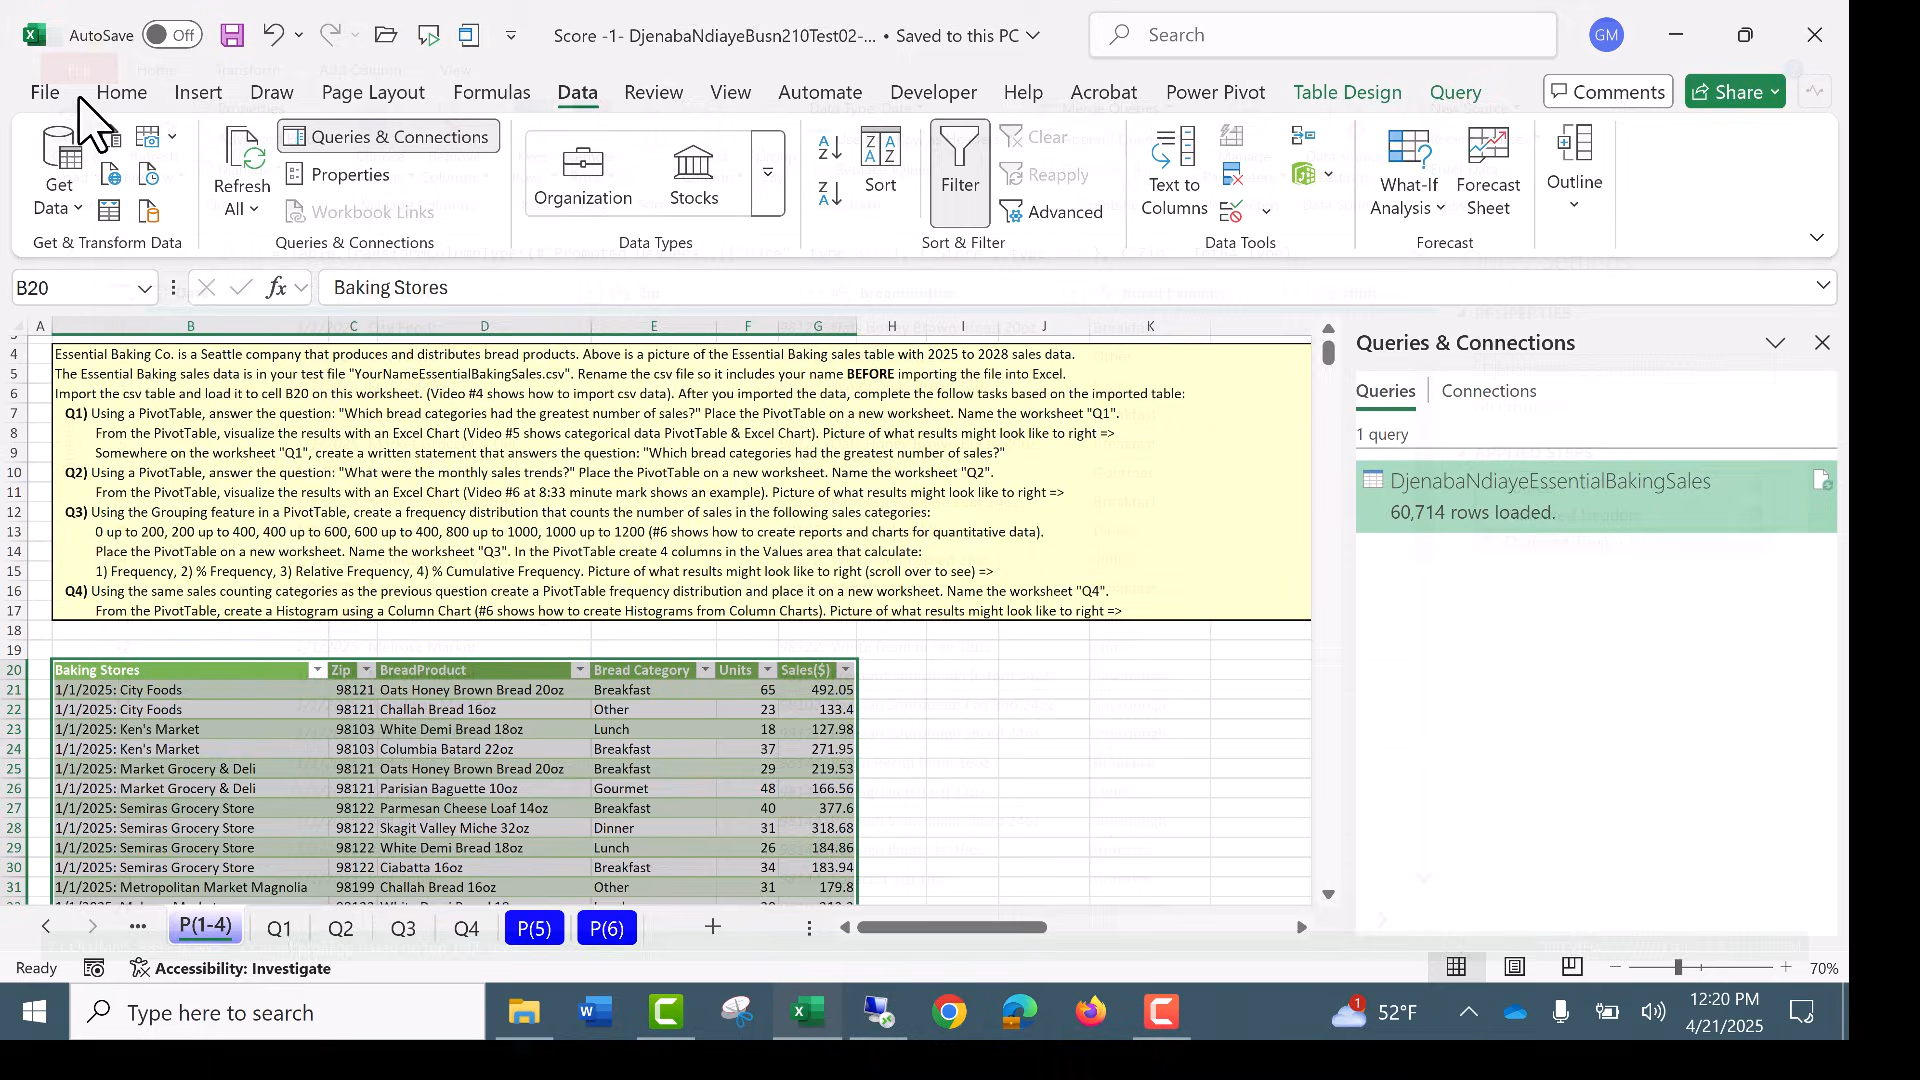 AutoSave Off Score -1- DjenabaNdiayeBusn210Test02-... • Saved to this PC Search GM
File Home Insert Draw Page Layout Formulas Data Review View Automate Developer Help Acrobat Power Pivot Table Design Query Comments Share
Get Data
Refresh All
Queries & Connections
Properties
Workbook Links
Organization
Stocks
Sort
Filter
Clear
Reapply
Advanced
Text to Columns
What-If Analysis
Forecast Sheet
Outline
Get & Transform Data Queries & Connections Data Types Sort & Filter Data Tools Forecast
B20 fx Baking Stores
A B C D E F G H I J K
4 Essential Baking Co. is a Seattle company that produces and distributes bread products. Above is a picture of the Essential Baking sales table with 2025 to 2028 sales data.
5 The Essential Baking sales data is in your test file "YourNameEssentialBakingSales.csv". Rename the csv file so it includes your name BEFORE importing the file into Excel.
6 Import the csv table and load it to cell B20 on this worksheet. (Video #4 shows how to import csv data). After you imported the data, complete the follow tasks based on the imported table:
7 Q1) Using a PivotTable, answer the question: "Which bread categories had the greatest number of sales?" Place the PivotTable on a new worksheet. Name the worksheet "Q1".
8 From the PivotTable, visualize the results with an Excel Chart (Video #5 shows categorical data PivotTable & Excel Chart). Picture of what results might look like to right =>
9 Somewhere on the worksheet "Q1", create a written statement that answers the question: "Which bread categories had the greatest number of sales?"
10 Q2) Using a PivotTable, answer the question: "What were the monthly sales trends?" Place the PivotTable on a new worksheet. Name the worksheet "Q2".
11 From the PivotTable, visualize the results with an Excel Chart (Video #6 at 8:33 minute mark shows an example). Picture of what results might look like to right =>
12 Q3) Using the Grouping feature in a PivotTable, create a frequency distribution that counts the number of sales in the following sales categories:
13 0 up to 200, 200 up to 400, 400 up to 600, 600 up to 400, 800 up to 1000, 1000 up to 1200 (#6 shows how to create reports and charts for quantitative data).
14 Place the PivotTable on a new worksheet. Name the worksheet "Q3". In the PivotTable create 4 columns in the Values area that calculate:
15 1) Frequency, 2) % Frequency, 3) Relative Frequency, 4) % Cumulative Frequency. Picture of what results might look like to right (scroll over to see) =>
16 Q4) Using the same sales counting categories as the previous question create a PivotTable frequency distribution and place it on a new worksheet. Name the worksheet "Q4".
17 From the PivotTable, create a Histogram using a Column Chart (#6 shows how to create Histograms from Column Charts). Picture of what results might look like to right =>
18
19
20 Baking Stores Zip BreadProduct Bread Category Units Sales($)
21 1/1/2025: City Foods 98121 Oats Honey Brown Bread 20oz Breakfast 65 492.05
22 1/1/2025: City Foods 98121 Challah Bread 16oz Other 23 133.4
23 1/1/2025: Ken's Market 98103 White Demi Bread 18oz Lunch 18 127.98
24 1/1/2025: Ken's Market 98103 Columbia Batard 22oz Breakfast 37 271.95
25 1/1/2025: Market Grocery & Deli 98121 Oats Honey Brown Bread 20oz Breakfast 29 219.53
26 1/1/2025: Market Grocery & Deli 98121 Parisian Baguette 10oz Gourmet 48 166.56
27 1/1/2025: Semiras Grocery Store 98122 Parmesan Cheese Loaf 14oz Breakfast 40 377.6
28 1/1/2025: Semiras Grocery Store 98122 Skagit Valley Miche 32oz Dinner 31 318.68
29 1/1/2025: Semiras Grocery Store 98122 White Demi Bread 18oz Lunch 26 184.86
30 1/1/2025: Semiras Grocery Store 98122 Ciabatta 16oz Breakfast 34 183.94
31 1/1/2025: Metropolitan Market Magnolia 98199 Challah Bread 16oz Other 31 179.8
Queries & Connections
Queries Connections
1 query
DjenabaNdiayeEssentialBakingSales
60,714 rows loaded.
P(1-4) Q1 Q2 Q3 Q4 P(5) P(6)
Ready Accessibility: Investigate 70%
Type here to search 1 52°F 12:20 PM
4/21/2025